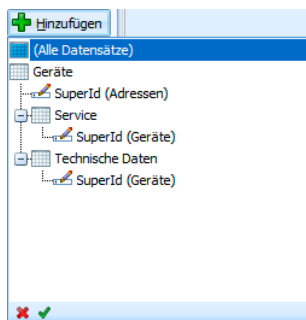 Hinzufügen
(Alle Datensätze)
Geräte
SuperId (Adressen)
Service
SuperId (Geräte)
Technische Daten
SuperId (Geräte)